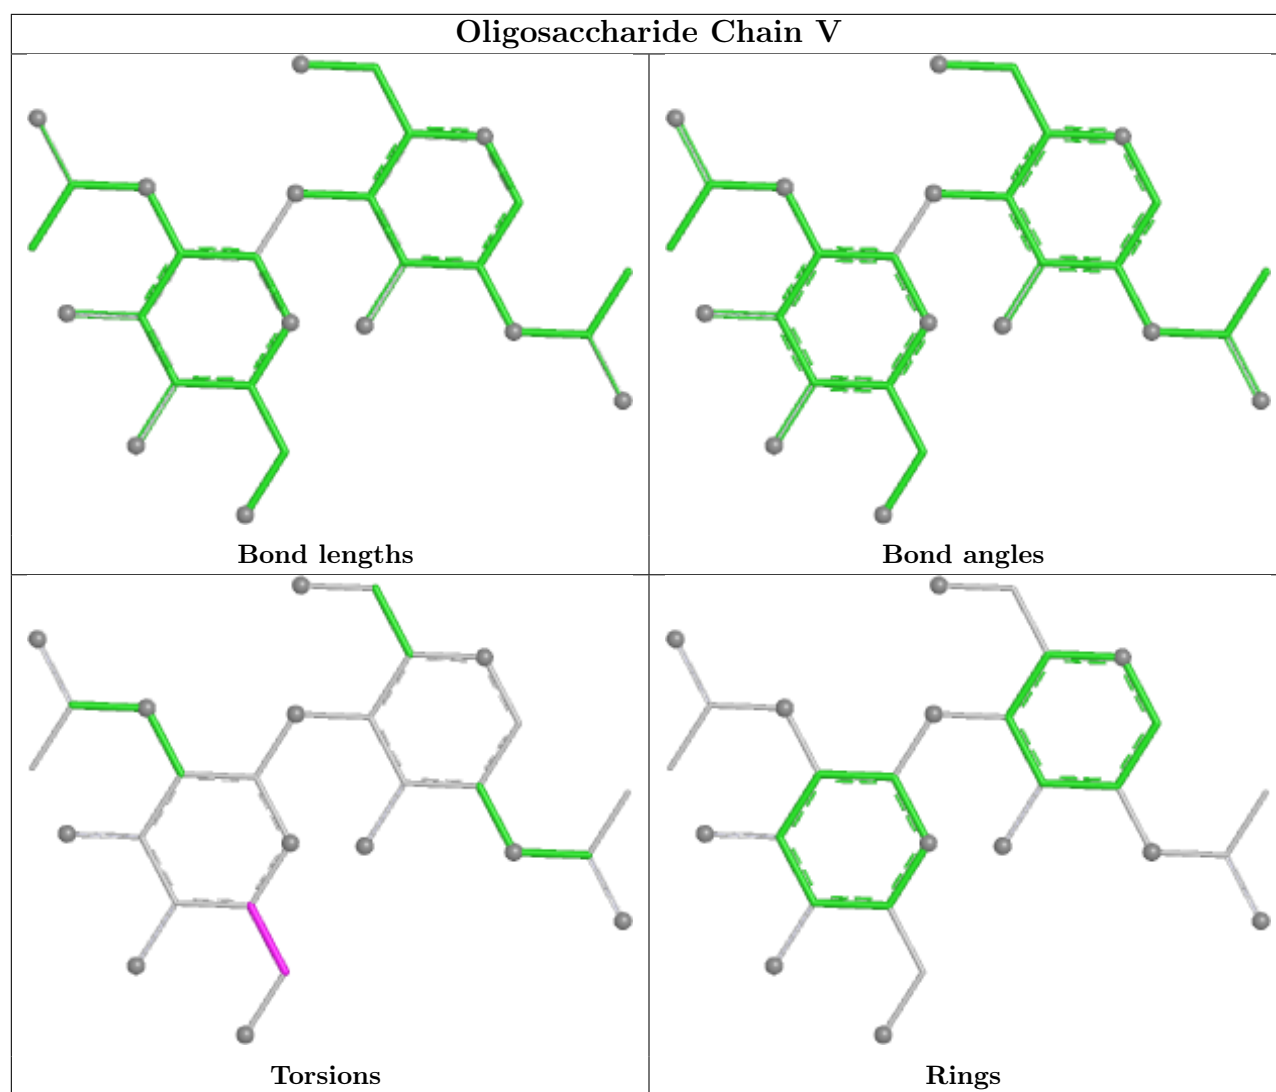 Oligosaccharide Chain V
Bond lengths
Bond angles
Torsions
Rings